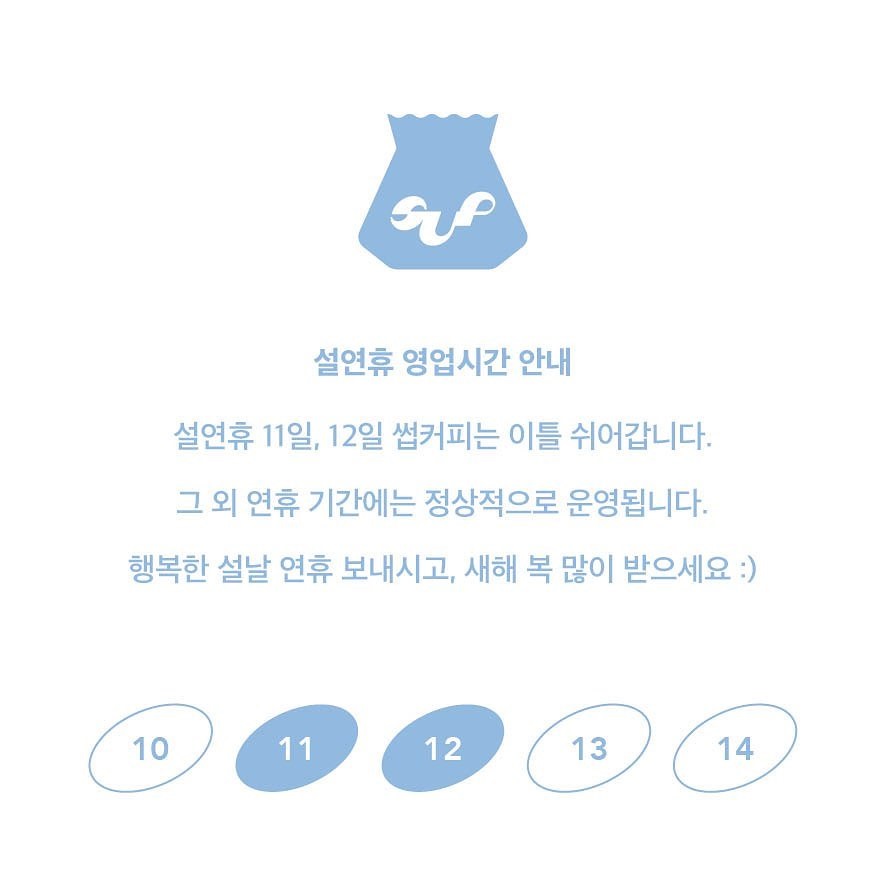 SUP
설연휴 영업시간 안내
설연휴 11일, 12일 썹커피는 이틀 쉬어갑니다.
그 외 연휴 기간에는 정상적으로 운영됩니다.
행복한 설날 연휴 보내시고, 새해 복 많이 받으세요 :)
10 11 12 13 14